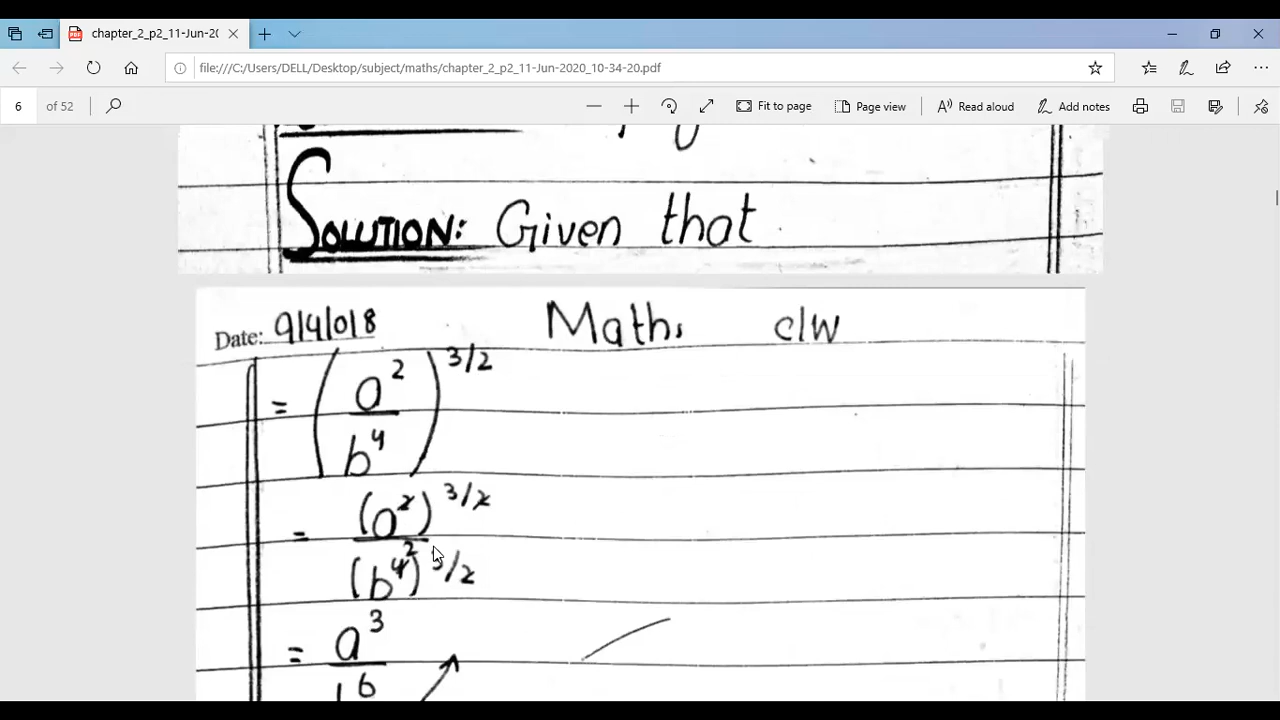 chapter_2_p2_11-Jun-20
file:///C:/Users/DELL/Desktop/subject/maths/chapter_2_p2_11-Jun-2020_10-34-20.pdf
6 of 52 Fit to page Page view Read aloud Add notes
SOLUTION: Given that
Date: 9/4/018 Maths c/w
= (a²/b⁴)^3/2
= (a²)^3/2 / (b⁴²)^3/2
= a³/b⁶